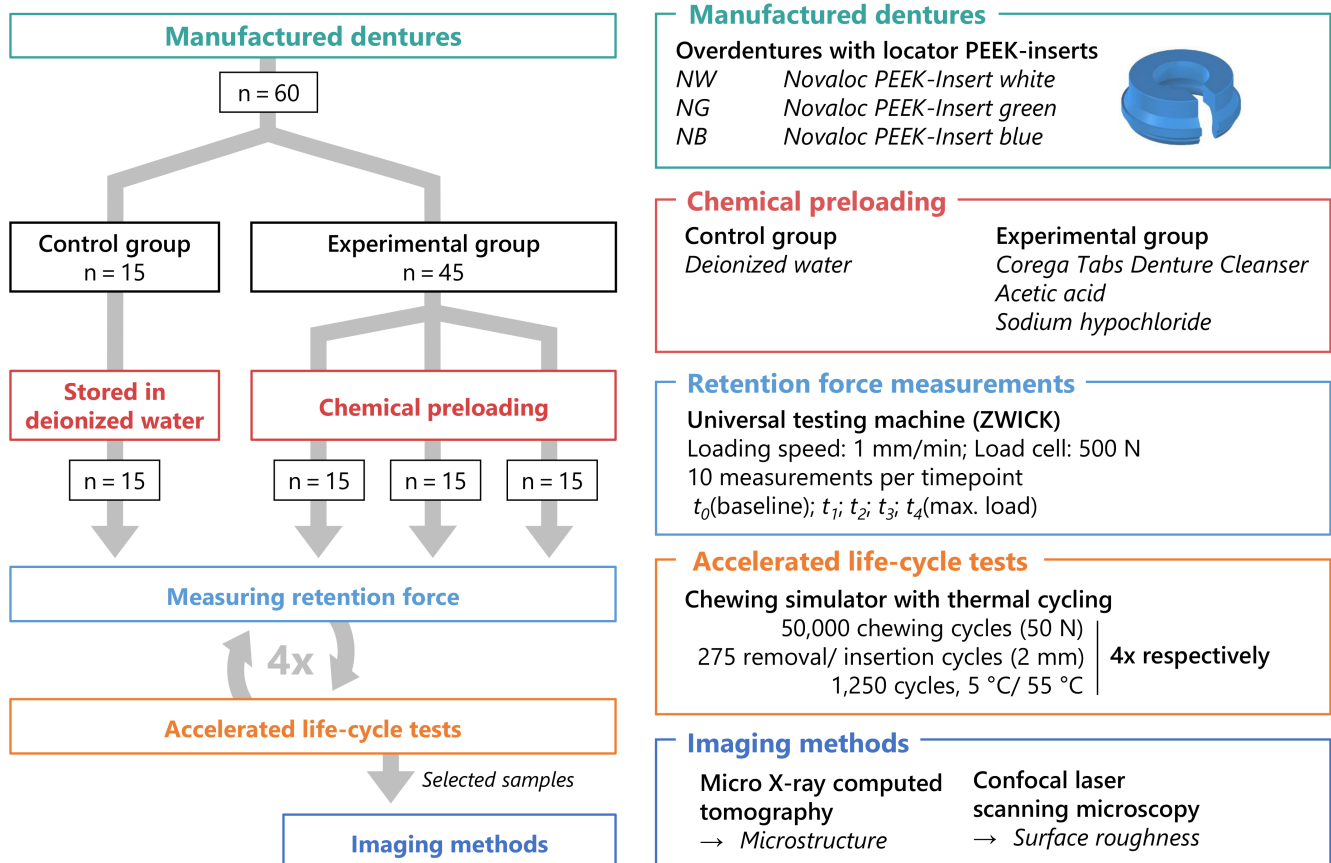 Manufactured dentures
n = 60
Control group
n = 15
Experimental group
n = 45
Stored in
deionized water
Chemical preloading
n = 15
n = 15
n = 15
n = 15
Measuring retention force
4x
Accelerated life-cycle tests
Selected samples
Imaging methods
Manufactured dentures
Overdentures with locator PEEK-inserts
NW Novaloc PEEK-Insert white
NG Novaloc PEEK-Insert green
NB Novaloc PEEK-Insert blue
Chemical preloading
Control group
Deionized water
Experimental group
Corega Tabs Denture Cleanser
Acetic acid
Sodium hypochloride
Retention force measurements
Universal testing machine (ZWICK)
Loading speed: 1 mm/min; Load cell: 500 N
10 measurements per timepoint
t0(baseline); t1; t2; t3; t4(max. load)
Accelerated life-cycle tests
Chewing simulator with thermal cycling
50,000 chewing cycles (50 N)
275 removal/ insertion cycles (2 mm)
1,250 cycles, 5 °C/ 55 °C
4x respectively
Imaging methods
Micro X-ray computed
tomography
→ Microstructure
Confocal laser
scanning microscopy
→ Surface roughness